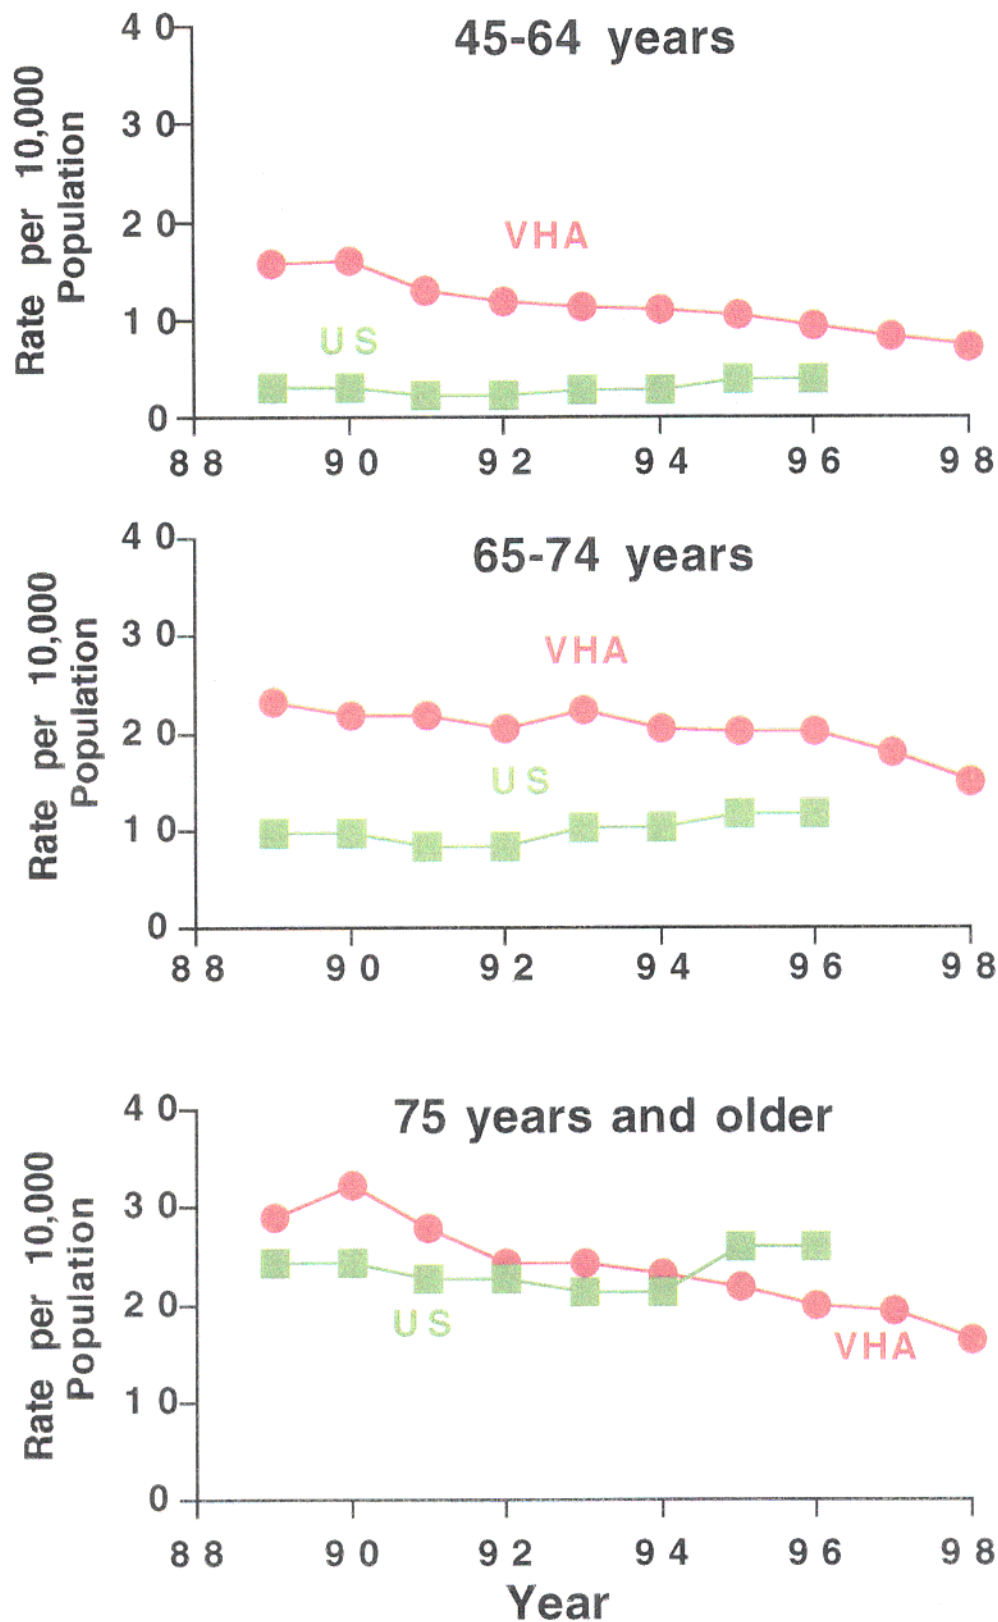 45-64 years
Rate per 10,000
Population
40
30
20
10
0
VHA
US
88 90 92 94 96 98
65-74 years
Rate per 10,000
Population
40
30
20
10
0
VHA
US
88 90 92 94 96 98
75 years and older
Rate per 10,000
Population
40
30
20
10
0
US
VHA
88 90 92 94 96 98
Year